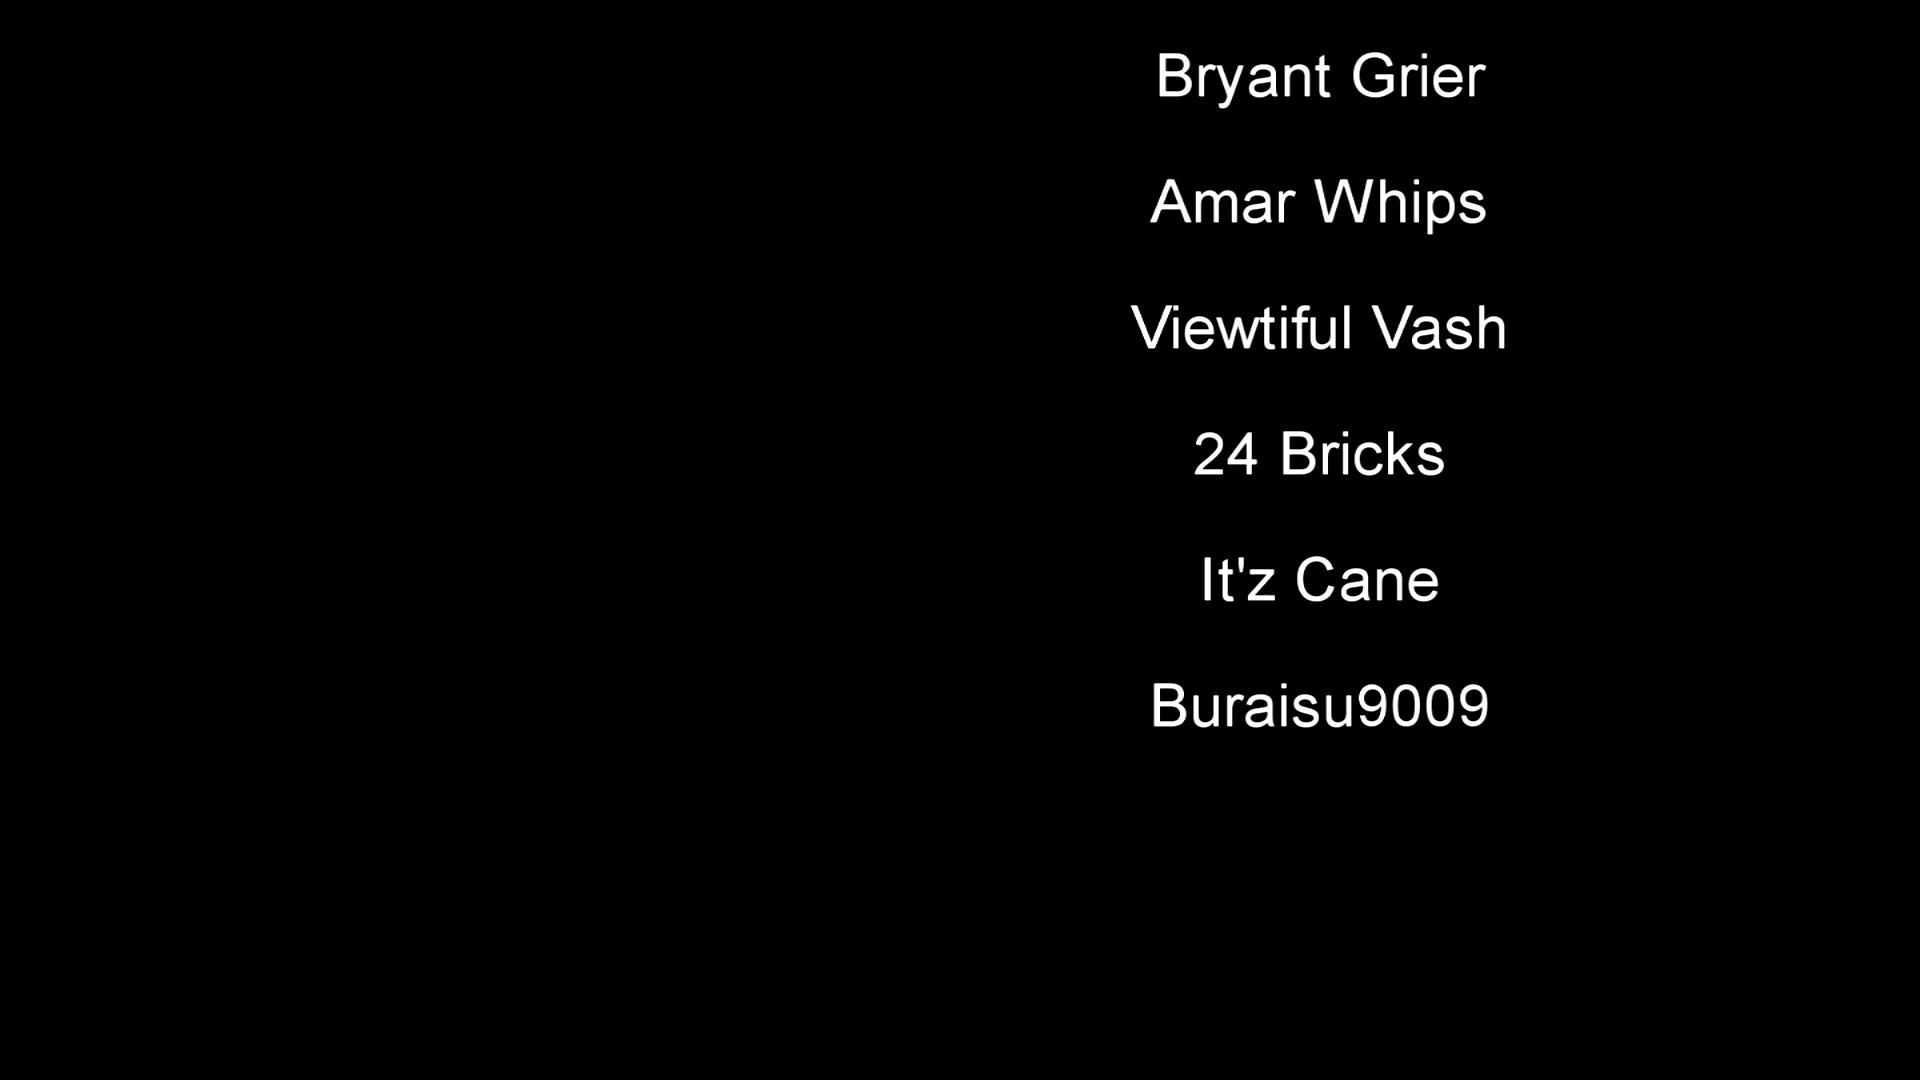 Bryant Grier
Amar Whips
Viewtiful Vash
24 Bricks
It'z Cane
Buraisu9009